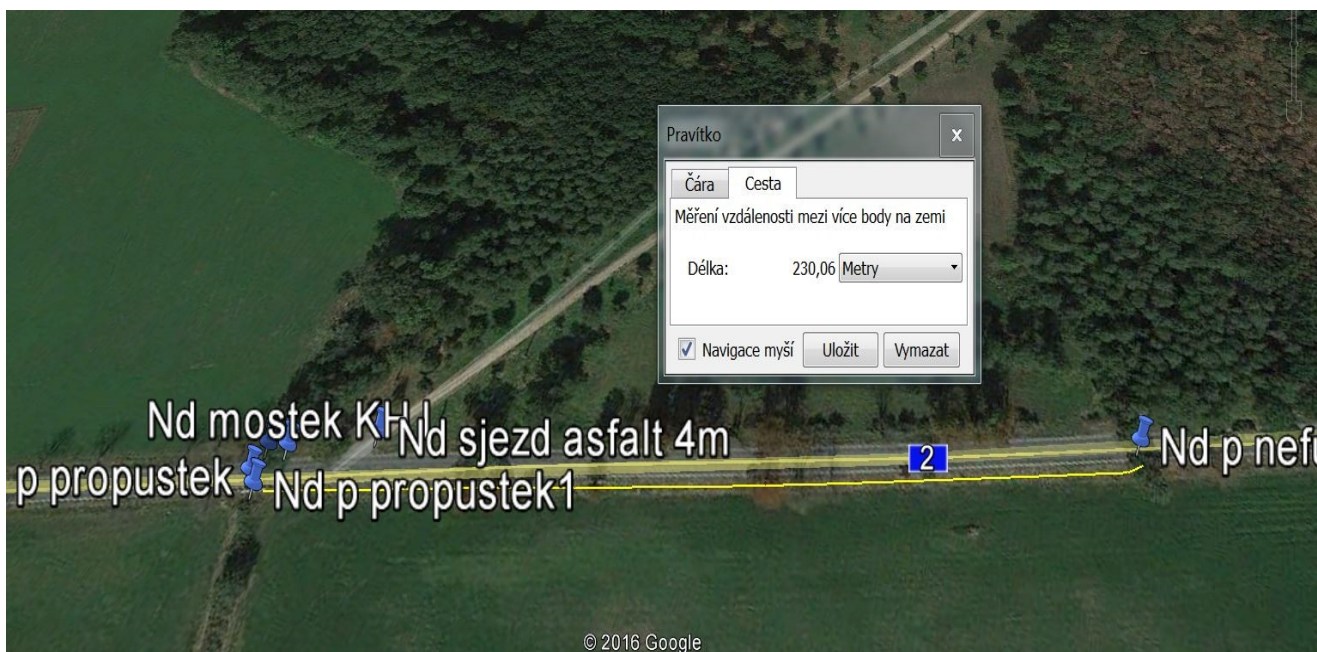 Pravítko
x
Čára Cesta
Měření vzdálenosti mezi více body na zemi
Délka: 230,06 Metry
Navigace myší Uložit Vymazat
Nd mostek KH
Nd sjezd asfalt 4m
2
Nd p nefu
p propustek
Nd p propustek1
© 2016 Google